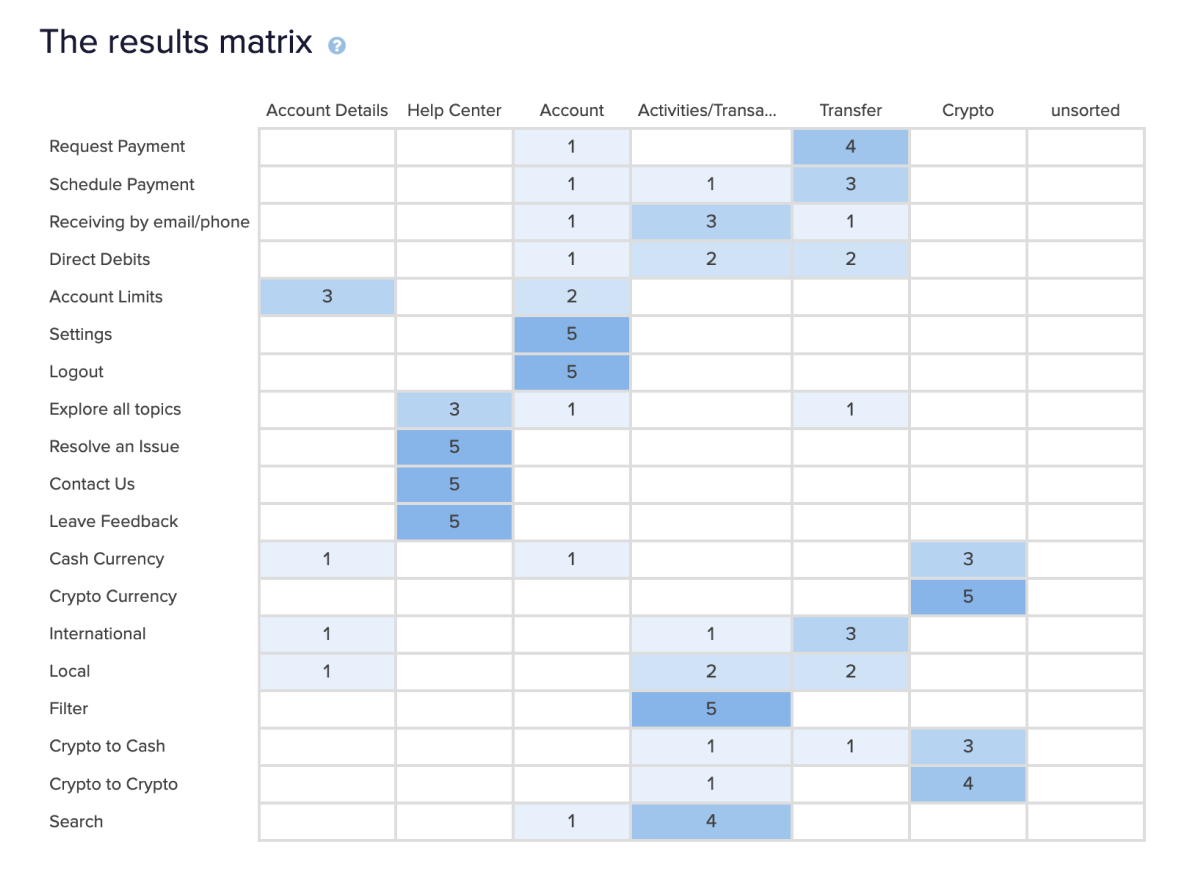 The results matrix ?
Account Details Help Center Account Activities/Transa... Transfer Crypto unsorted
Request Payment 1 4
Schedule Payment 1 1 3
Receiving by email/phone 1 3 1
Direct Debits 1 2 2
Account Limits 3 2
Settings 5
Logout 5
Explore all topics 3 1 1
Resolve an Issue 5
Contact Us 5
Leave Feedback 5
Cash Currency 1 1 3
Crypto Currency 5
International 1 1 3
Local 1 2 2
Filter 5
Crypto to Cash 1 1 3
Crypto to Crypto 1 4
Search 1 4